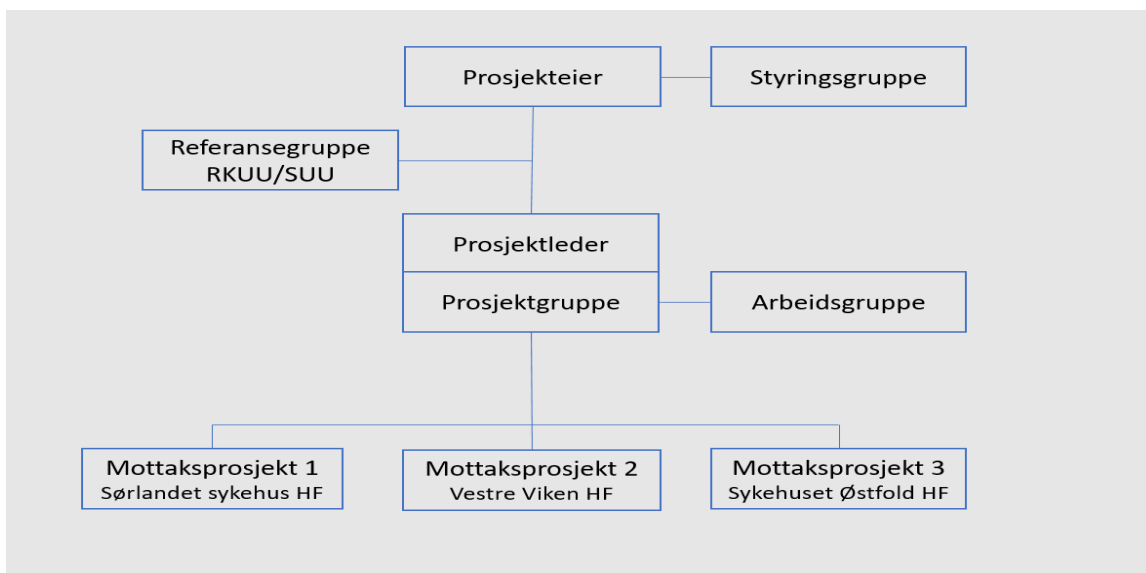 Prosjekteier
Styringsgruppe
Referansegruppe
RKUU/SUU
Prosjektleder
Prosjektgruppe
Arbeidsgruppe
Mottaksprosjekt 1
Sørlandet sykehus HF
Mottaksprosjekt 2
Vestre Viken HF
Mottaksprosjekt 3
Sykehuset Østfold HF